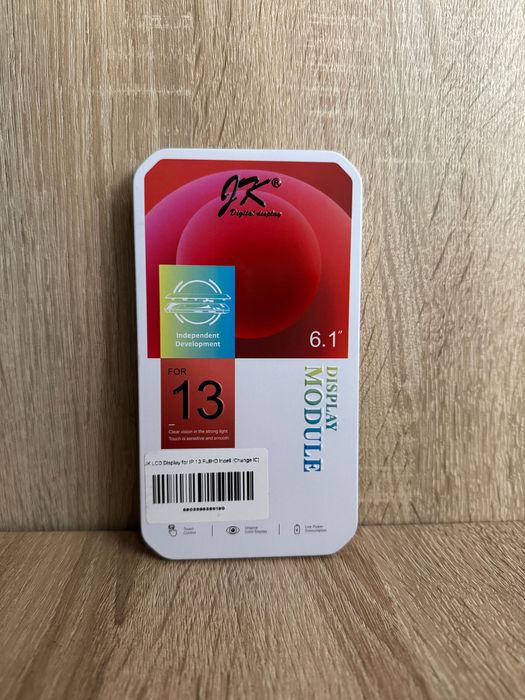 JK®
Digital display
Independent
Development
6.1"
FOR
13
Clear vision in the strong light
Touch is sensitive and smooth
DISPLAY
MODULE
JK LCD Display for IP 13 FullHD Incell (Change IC)
Touch
Control
Original
Color Display
Low Power
Consumption